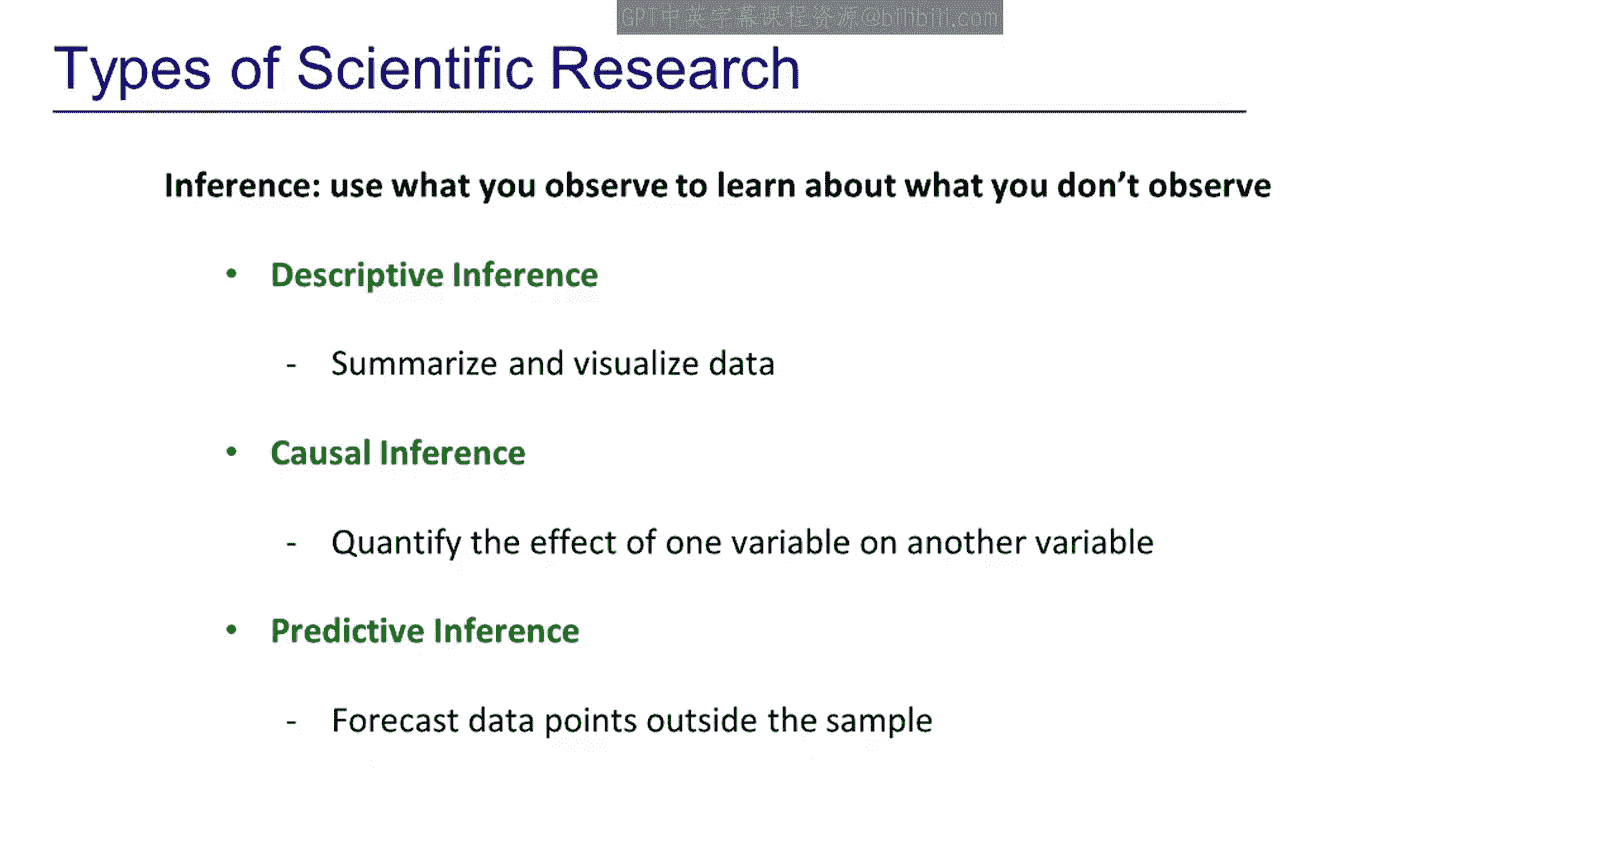 GPT中英字幕课程资源@bilibili.com
Types of Scientific Research
Inference: use what you observe to learn about what you don’t observe
• Descriptive Inference
- Summarize and visualize data
• Causal Inference
- Quantify the effect of one variable on another variable
• Predictive Inference
- Forecast data points outside the sample